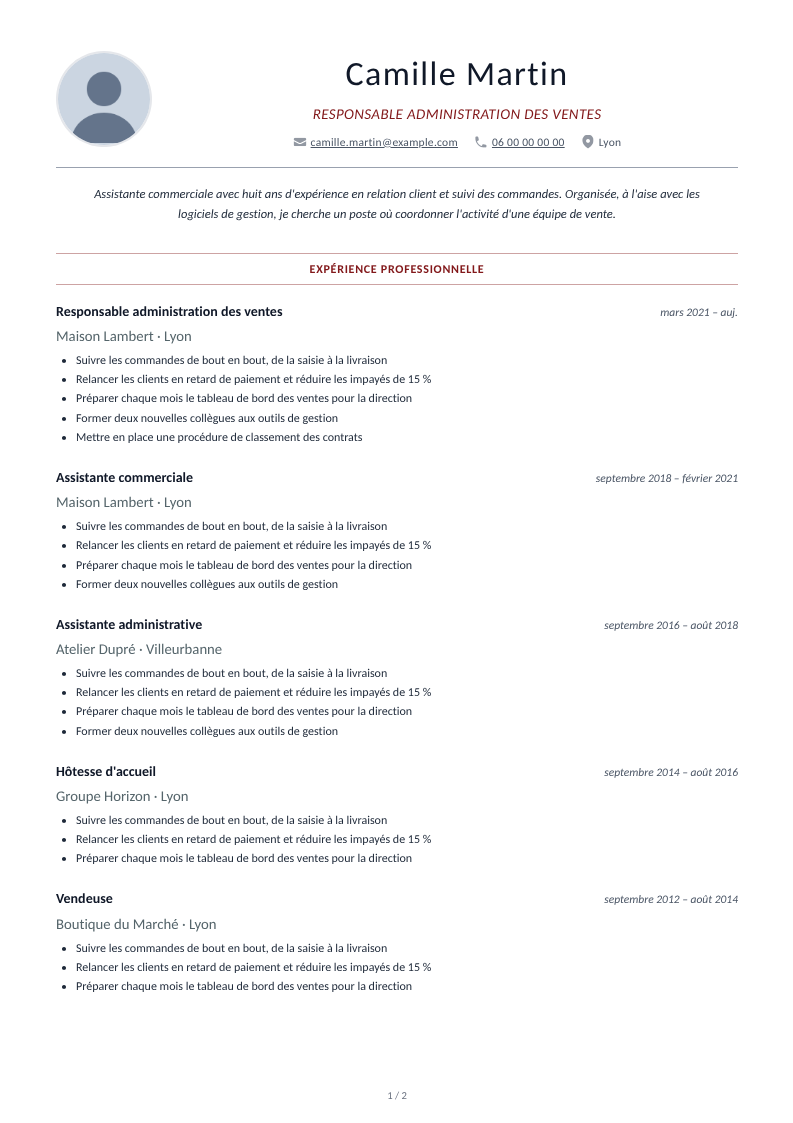 Camille Martin
RESPONSABLE ADMINISTRATION DES VENTES
camille.martin@example.com 06 00 00 00 00 Lyon
Assistante commerciale avec huit ans d'expérience en relation client et suivi des commandes. Organisée, à l'aise avec les
logiciels de gestion, je cherche un poste où coordonner l'activité d'une équipe de vente.
EXPÉRIENCE PROFESSIONNELLE
Responsable administration des ventes mars 2021 – auj.
Maison Lambert · Lyon
• Suivre les commandes de bout en bout, de la saisie à la livraison
• Relancer les clients en retard de paiement et réduire les impayés de 15 %
• Préparer chaque mois le tableau de bord des ventes pour la direction
• Former deux nouvelles collègues aux outils de gestion
• Mettre en place une procédure de classement des contrats
Assistante commerciale septembre 2018 – février 2021
Maison Lambert · Lyon
• Suivre les commandes de bout en bout, de la saisie à la livraison
• Relancer les clients en retard de paiement et réduire les impayés de 15 %
• Préparer chaque mois le tableau de bord des ventes pour la direction
• Former deux nouvelles collègues aux outils de gestion
Assistante administrative septembre 2016 – août 2018
Atelier Dupré · Villeurbanne
• Suivre les commandes de bout en bout, de la saisie à la livraison
• Relancer les clients en retard de paiement et réduire les impayés de 15 %
• Préparer chaque mois le tableau de bord des ventes pour la direction
• Former deux nouvelles collègues aux outils de gestion
Hôtesse d'accueil septembre 2014 – août 2016
Groupe Horizon · Lyon
• Suivre les commandes de bout en bout, de la saisie à la livraison
• Relancer les clients en retard de paiement et réduire les impayés de 15 %
• Préparer chaque mois le tableau de bord des ventes pour la direction
Vendeuse septembre 2012 – août 2014
Boutique du Marché · Lyon
• Suivre les commandes de bout en bout, de la saisie à la livraison
• Relancer les clients en retard de paiement et réduire les impayés de 15 %
• Préparer chaque mois le tableau de bord des ventes pour la direction
1 / 2